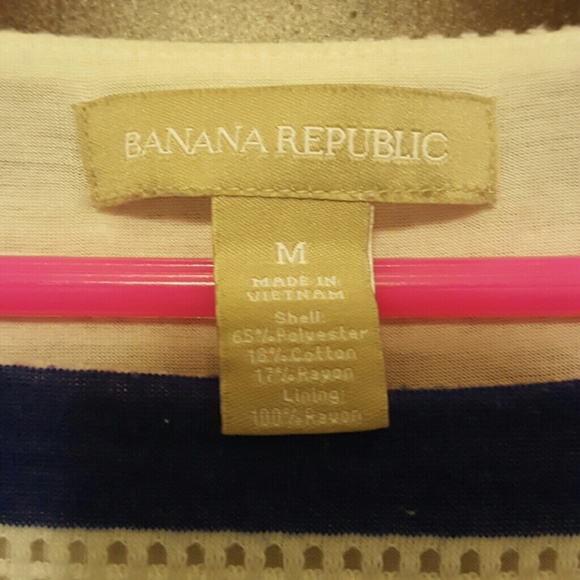 BANANA REPUBLIC
M
MADE IN
VIETNAM
Shell:
65% Polyester
18% Cotton
17% Rayon
Lining:
100% Rayon